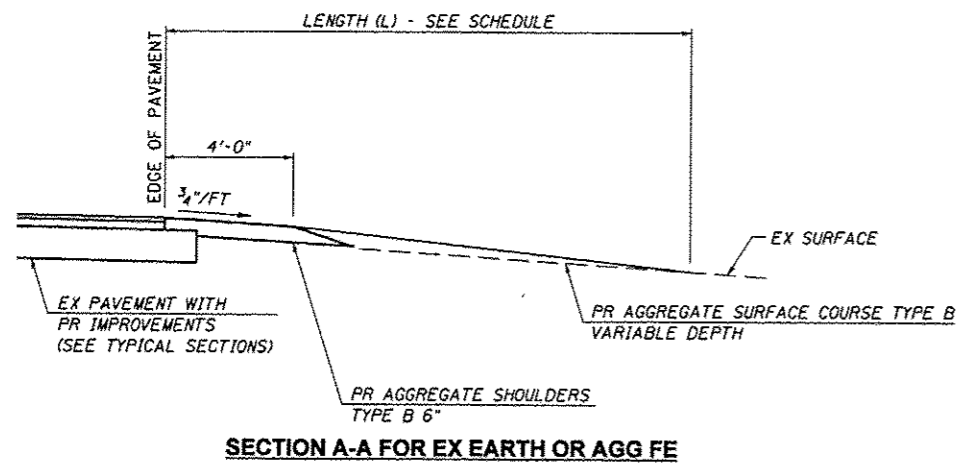 LENGTH (L) - SEE SCHEDULE
EDGE OF PAVEMENT
4'-0"
3/4"/FT
EX SURFACE
EX PAVEMENT WITH
PR IMPROVEMENTS
(SEE TYPICAL SECTIONS)
PR AGGREGATE SURFACE COURSE TYPE B
VARIABLE DEPTH
PR AGGREGATE SHOULDERS
TYPE B 6"
SECTION A-A FOR EX EARTH OR AGG FE